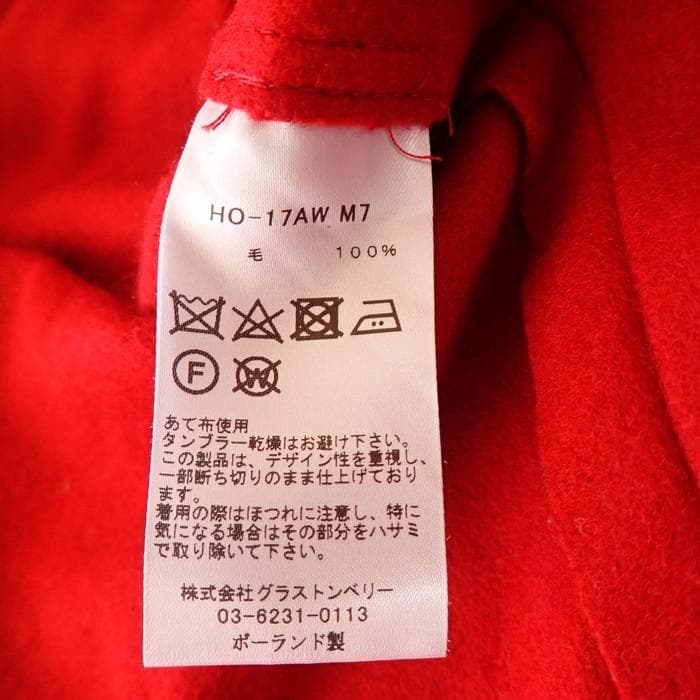 HO-17AW M7
毛 100%
F W
あて布使用
タンブラー乾燥はお避け下さい。
この製品は、デザイン性を重視し、
一部断ち切りのまま仕上げており
ます。
着用の際はほつれに注意し、特に
気になる場合はその部分をハサミ
で取り除いて下さい。
株式会社グラストンベリー
03-6231-0113
ポーランド製